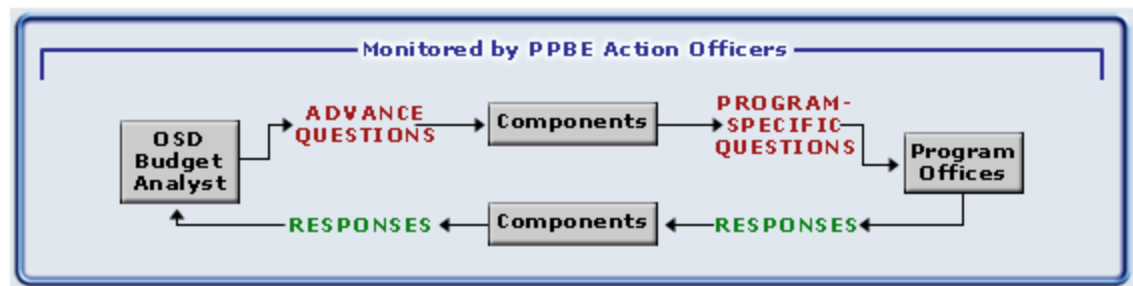 Monitored by PPBE Action Officers
OSD
Budget
Analyst
ADVANCE
QUESTIONS
Components
PROGRAM-
SPECIFIC
QUESTIONS
Program
Offices
RESPONSES
Components
RESPONSES